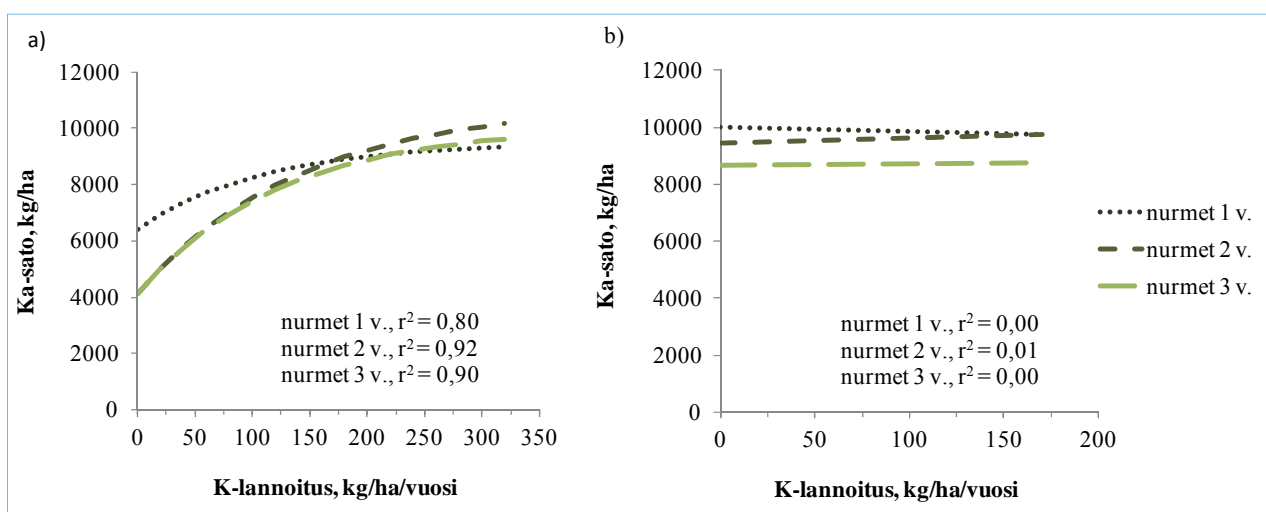 a)
12000
10000
8000
6000
4000
2000
0
Ka-sato, kg/ha
nurmet 1 v., r² = 0,80
nurmet 2 v., r² = 0,92
nurmet 3 v., r² = 0,90
0 50 100 150 200 250 300 350
K-lannoitus, kg/ha/vuosi
b)
12000
10000
8000
6000
4000
2000
0
Ka-sato, kg/ha
nurmet 1 v., r² = 0,00
nurmet 2 v., r² = 0,01
nurmet 3 v., r² = 0,00
0 50 100 150 200
K-lannoitus, kg/ha/vuosi
nurmet 1 v.
nurmet 2 v.
nurmet 3 v.